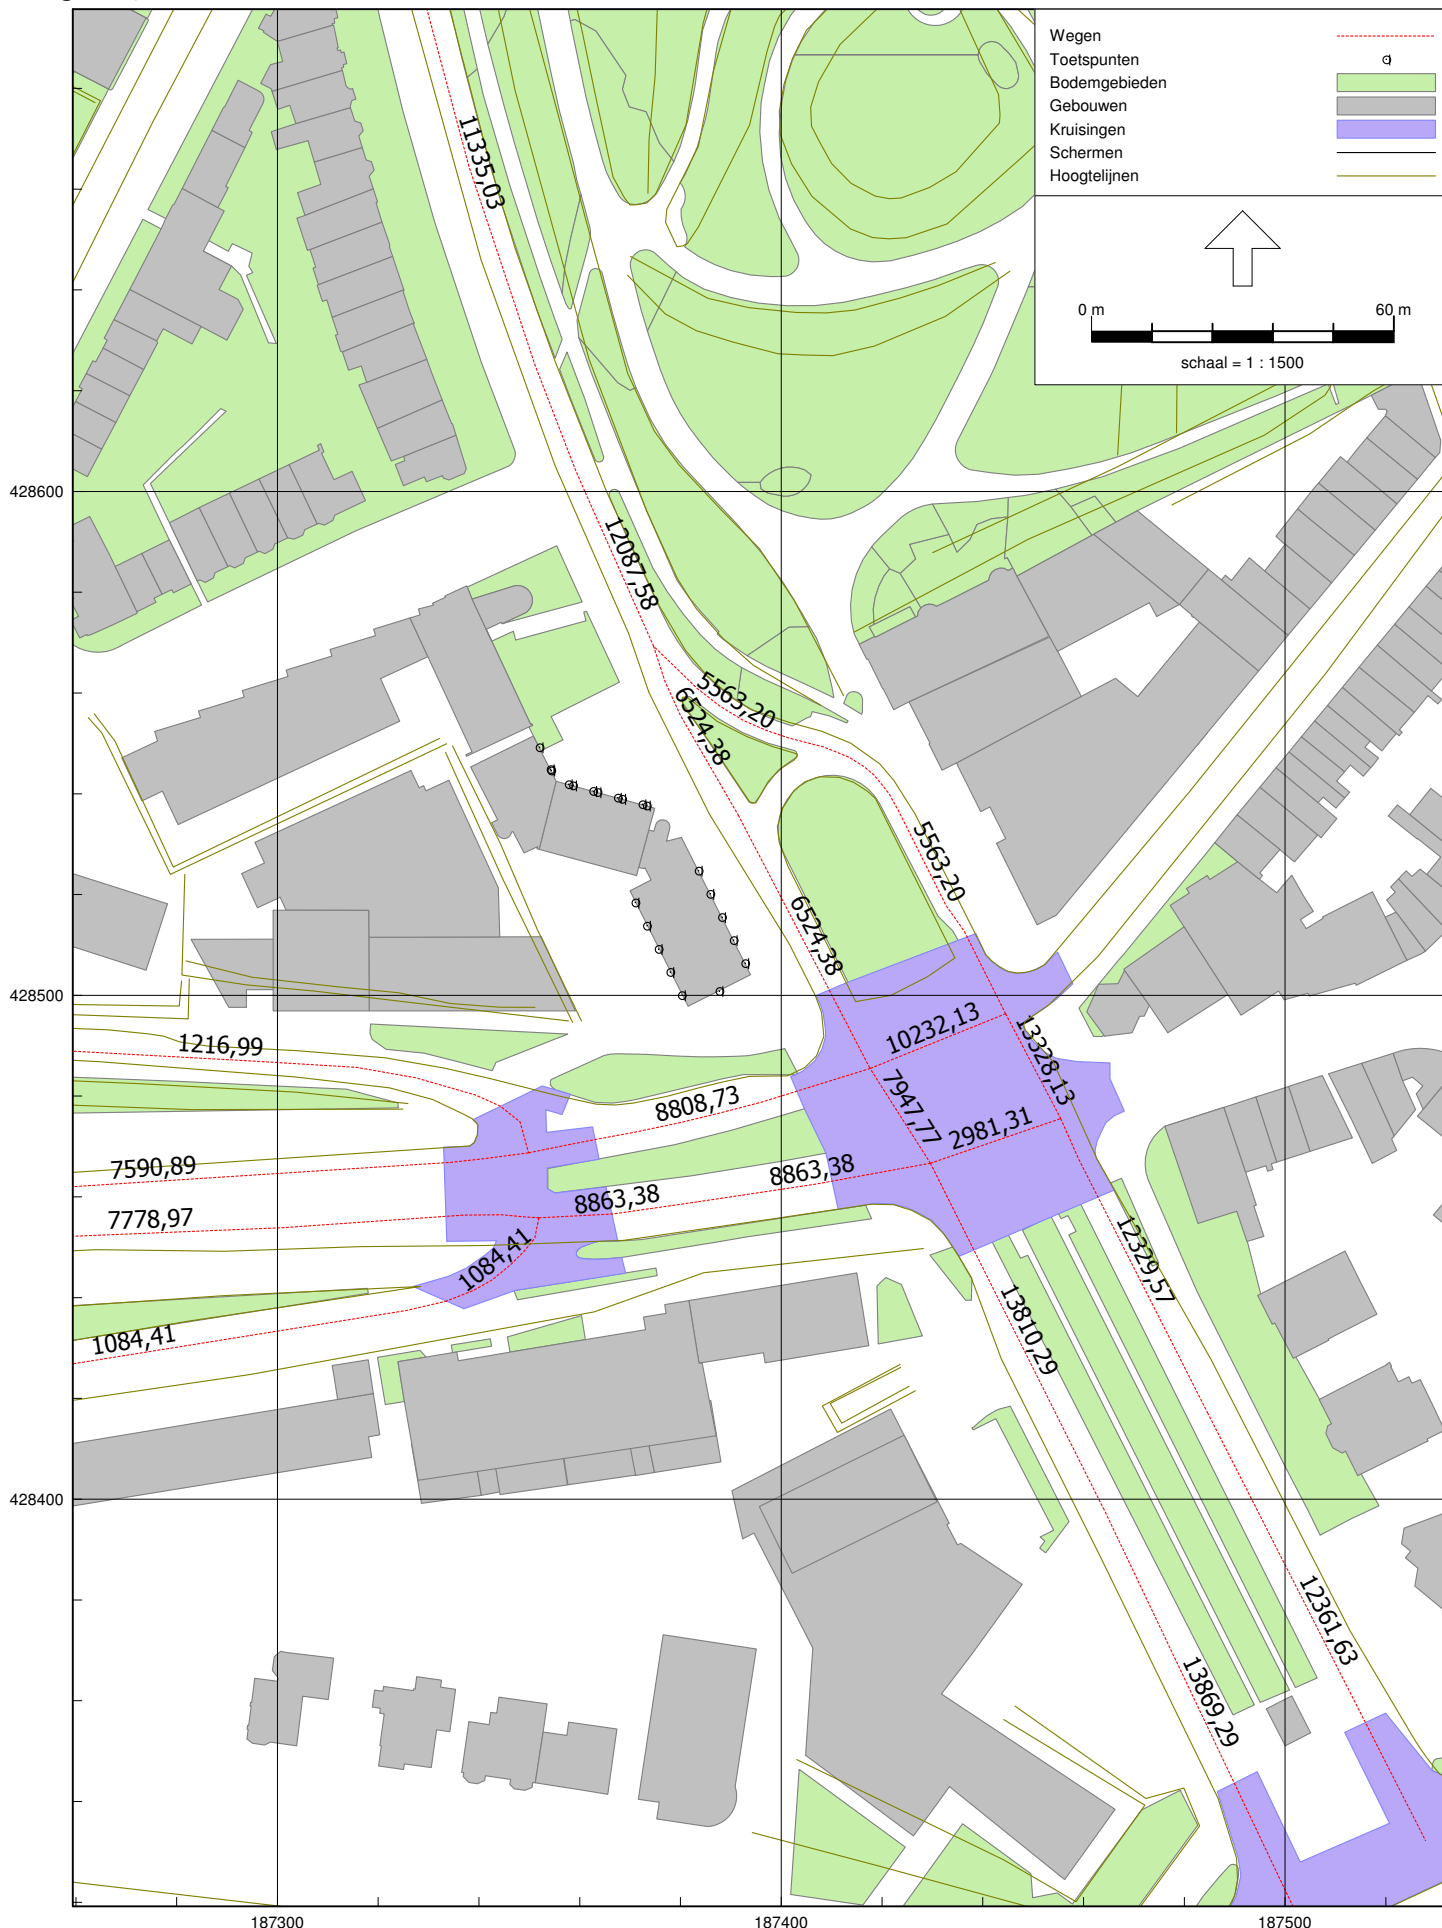 Wegen
Toetspunten
Bodemgebieden
Gebouwen
Kruisingen
Schermen
Hoogtelijnen
0 m
60 m
schaal = 1 : 1500
11335,03
428600
12087,58
5563,20
6524,38
5563,20
6524,38
428500
1216,99
10232,13
13328,13
8808,73
7947,77
2981,31
7590,89
8863,38
8863,38
7778,97
1084,41
12329,57
1084,41
13810,29
428400
12361,63
13869,29
187300
187400
187500